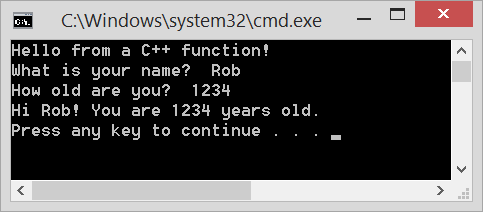 C:\Windows\system32\cmd.exe
Hello from a C++ function!
What is your name?  Rob
How old are you?  1234
Hi Rob! You are 1234 years old.
Press any key to continue . . . _